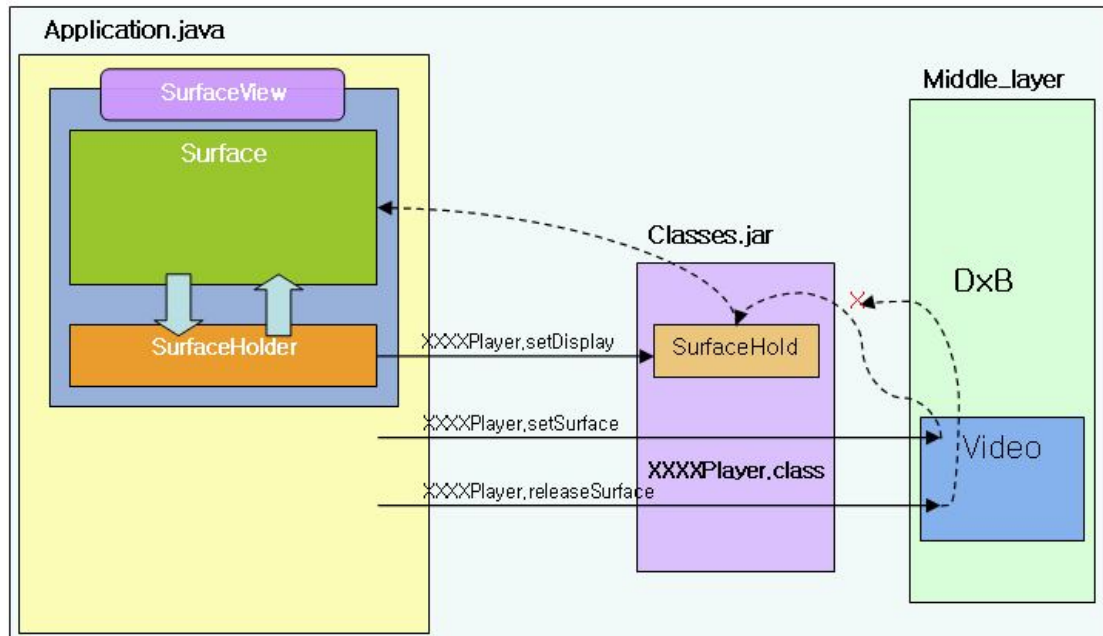 Application.java
SurfaceView
Surface
SurfaceHolder
XXXXPlayer.setDisplay
XXXXPlayer.setSurface
XXXXPlayer.releaseSurface
Classes.jar
SurfaceHold
XXXXPlayer.class
Middle_layer
DxB
Video
X